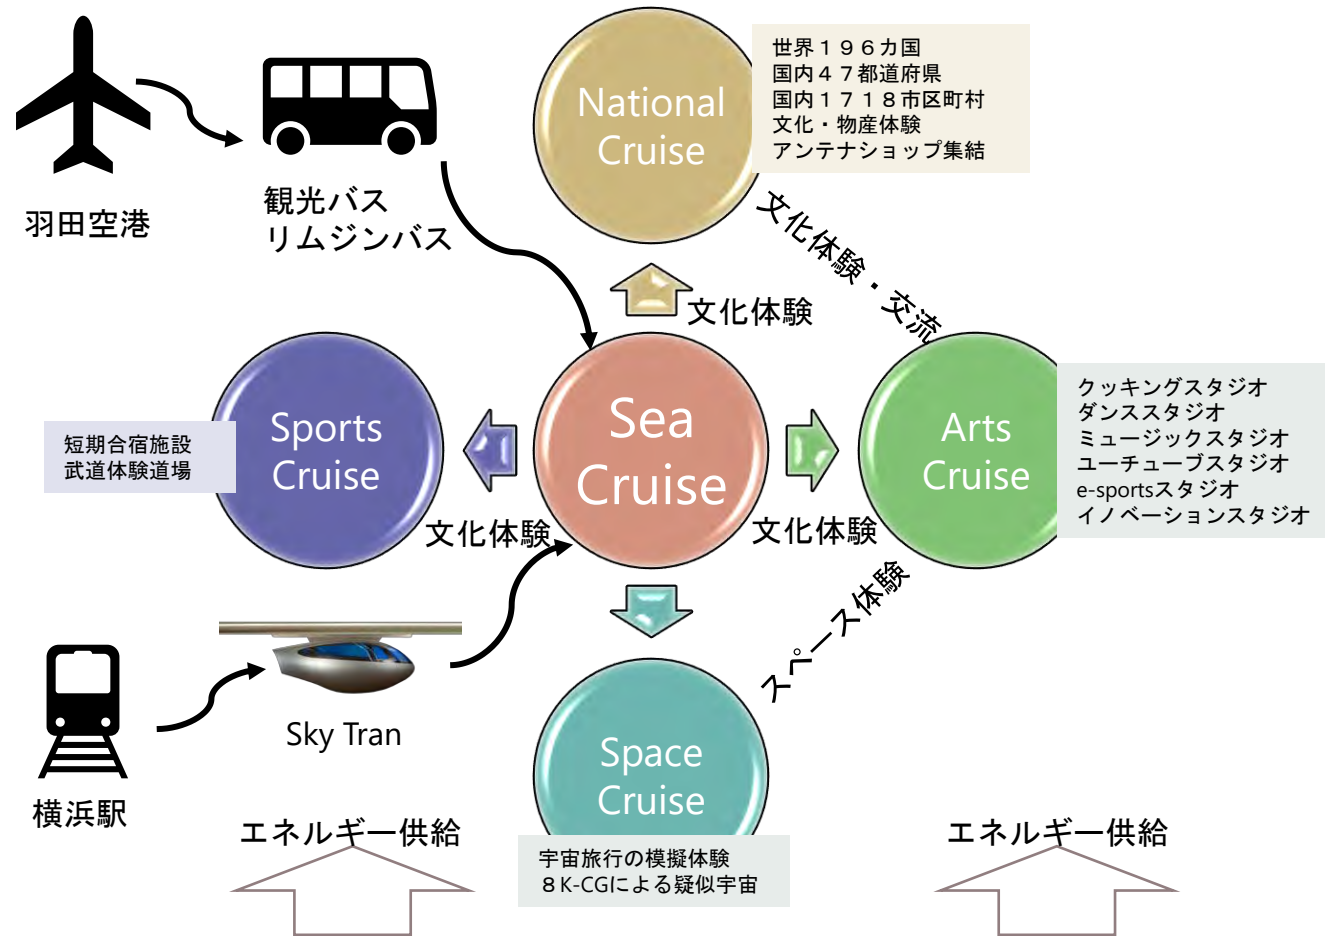 National
Cruise
世界１９６カ国
国内４７都道府県
国内１７１８市区町村
文化・物産体験
アンテナショップ集結
羽田空港
観光バス
リムジンバス
文化体験・交流
文化体験
Sports
Cruise
短期合宿施設
武道体験道場
Sea
Cruise
Arts
Cruise
クッキングスタジオ
ダンススタジオ
ミュージックスタジオ
ユーチューブスタジオ
e-sportsスタジオ
イノベーションスタジオ
文化体験
文化体験
スペース体験
Sky Tran
横浜駅
Space
Cruise
宇宙旅行の模擬体験
８K-CGによる疑似宇宙
エネルギー供給
エネルギー供給